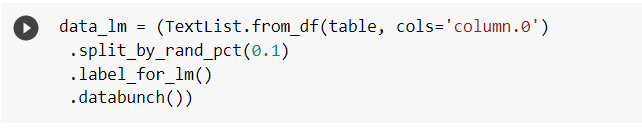 data_lm = (TextList.from_df(table, cols='column.0')
.split_by_rand_pct(0.1)
.label_for_lm()
.databunch())